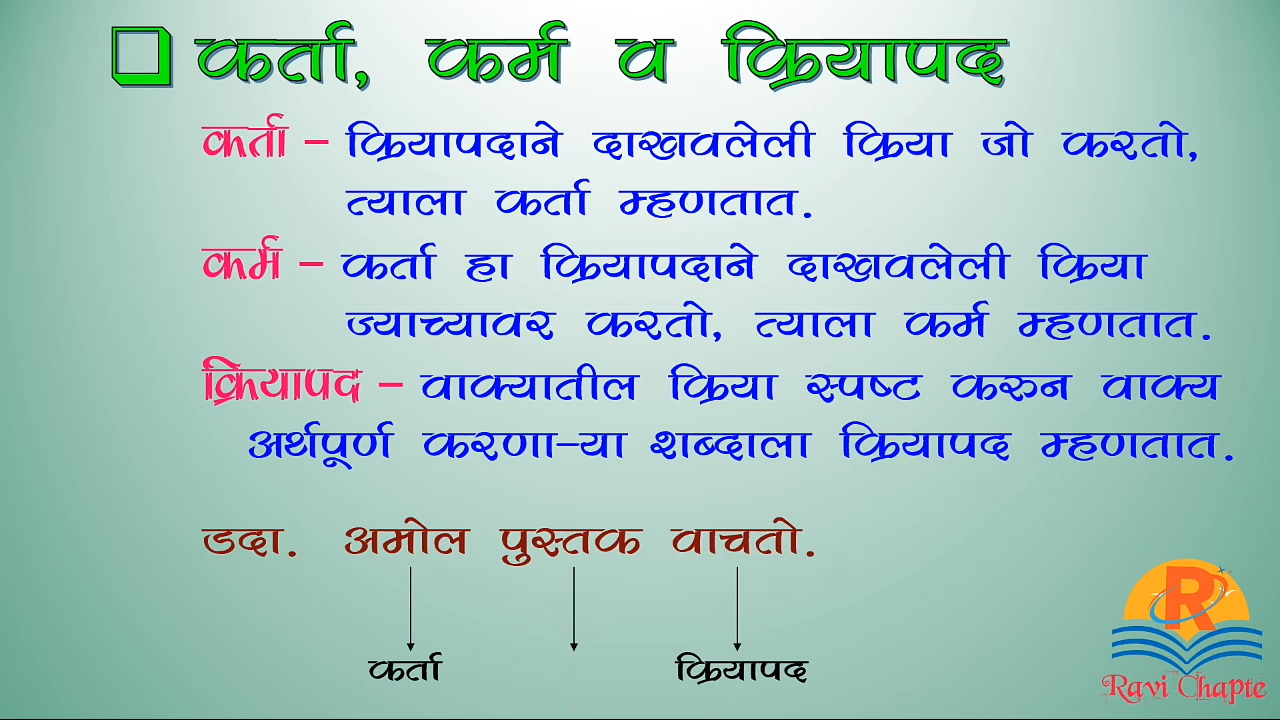 कर्ता, कर्म व क्रियापद
कर्ता – क्रियापदाने दाखवलेली क्रिया जो करतो,
त्याला कर्ता म्हणतात.
कर्म – कर्ता हा क्रियापदाने दाखवलेली क्रिया
ज्याच्यावर करतो, त्याला कर्म म्हणतात.
क्रियापद – वाक्यातील क्रिया स्पष्ट करुन वाक्य
अर्थपूर्ण करणा-या शब्दाला क्रियापद म्हणतात.
डदा. अमोल पुस्तक वाचतो.
कर्ता क्रियापद
R
Ravi Chapte